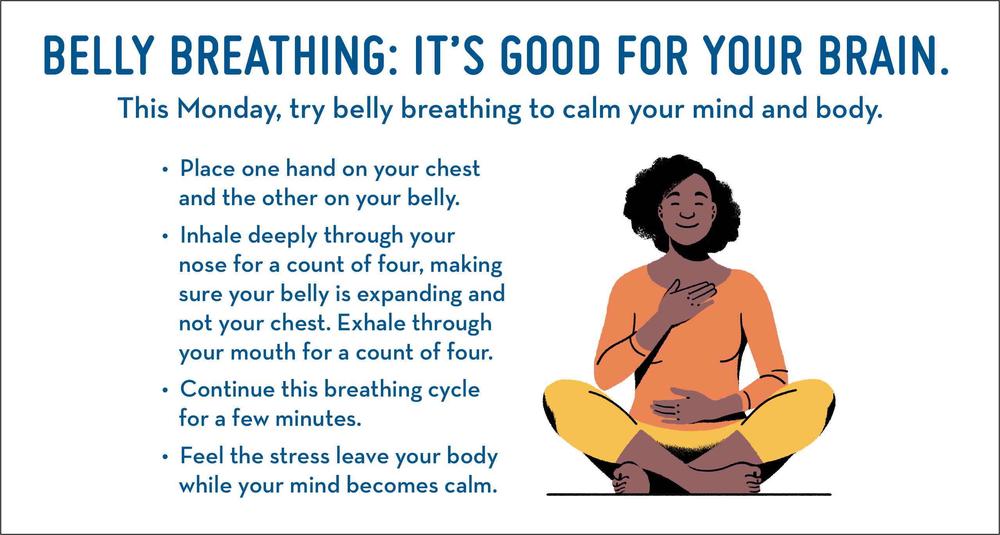 BELLY BREATHING: IT’S GOOD FOR YOUR BRAIN.
This Monday, try belly breathing to calm your mind and body.
• Place one hand on your chest
and the other on your belly.
• Inhale deeply through your
nose for a count of four, making
sure your belly is expanding and
not your chest. Exhale through
your mouth for a count of four.
• Continue this breathing cycle
for a few minutes.
• Feel the stress leave your body
while your mind becomes calm.